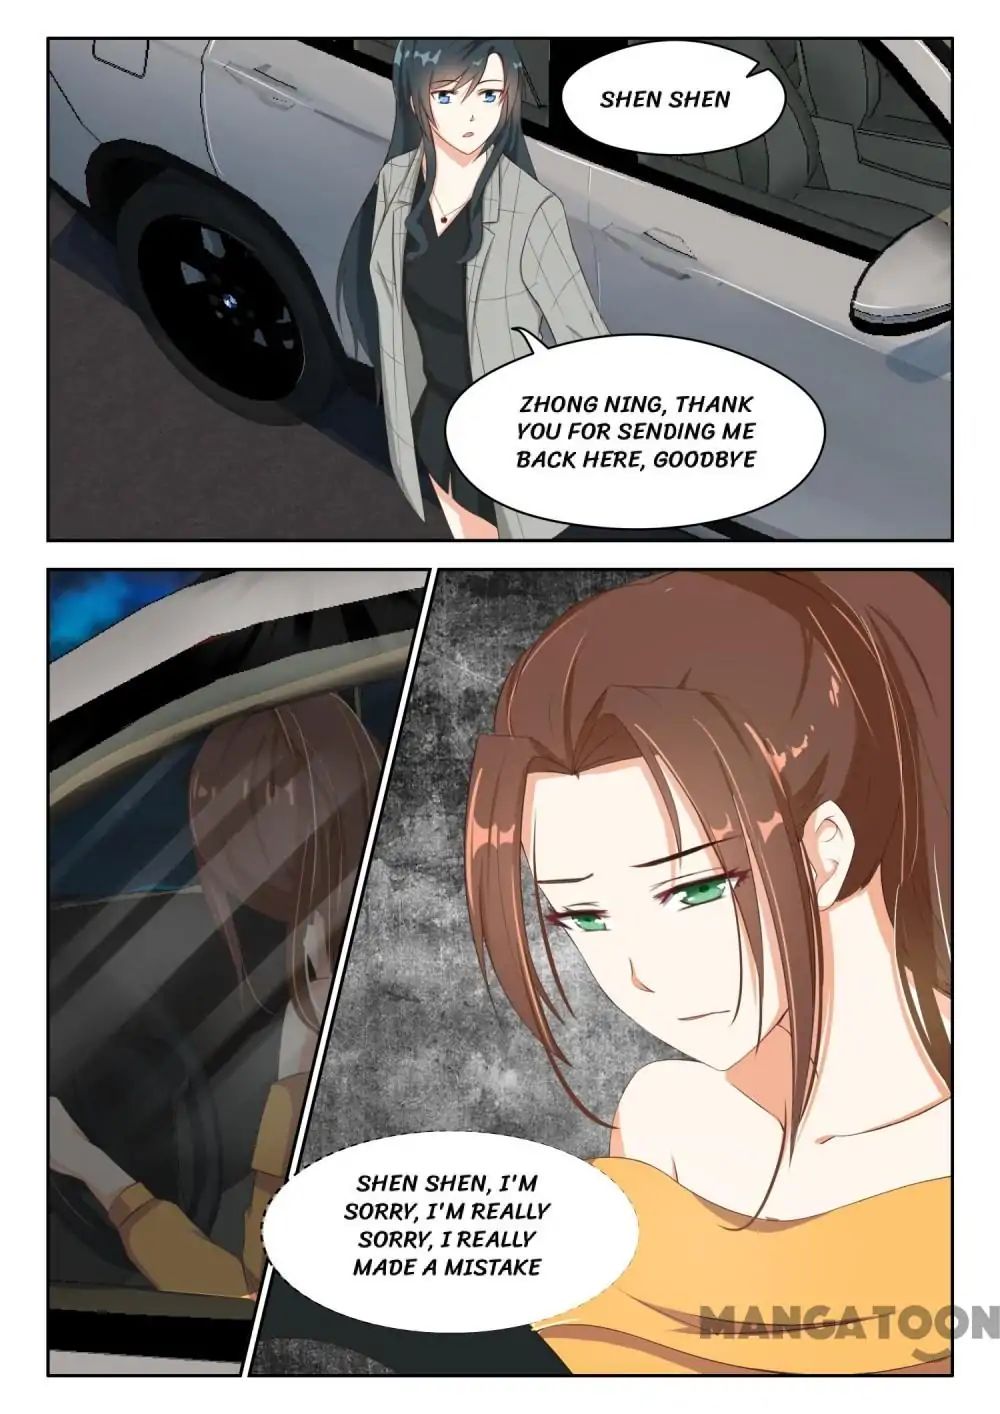 SHEN SHEN
ZHONG NING, THANK
YOU FOR SENDING ME
BACK HERE, GOODBYE
SHEN SHEN, I'M
SORRY, I'M REALLY
SORRY, I REALLY
MADE A MISTAKE
MANGATOON